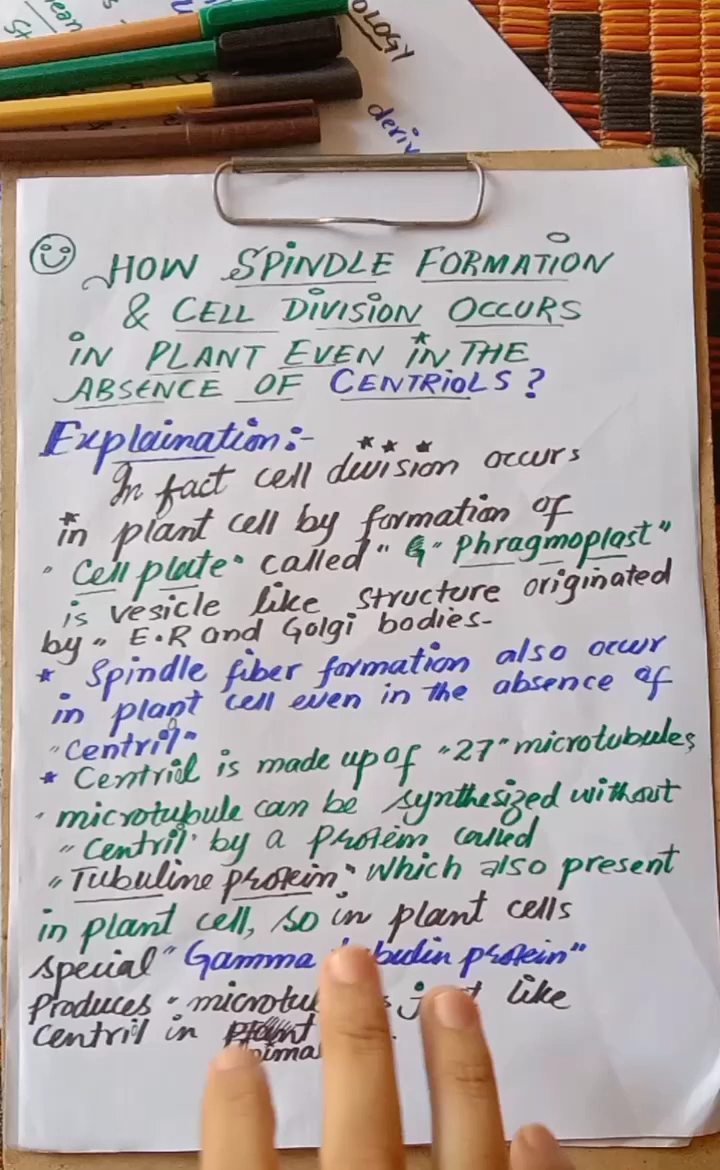 OLOGY
deriv
HOW SPINDLE FORMATION
& CELL DIVISION OCCURS
IN PLANT EVEN IN THE
ABSENCE OF CENTRIOLS?
Explaination:-
In fact cell division occurs
in plant cell by formation of
"Cell plate" called " "Phragmoplast"
is vesicle like structure originated
by " E.R and Golgi bodies-
* Spindle fiber formation also occur
in plant cell even in the absence of
"Centril"
* Centriol is made up of "27" microtubules
microtubule can be synthesized without
"Centril" by a protein called
"Tubuline protein" which also present
in plant cell, so in plant cells
special "Gamma protein"
Produces "
like
Centril in